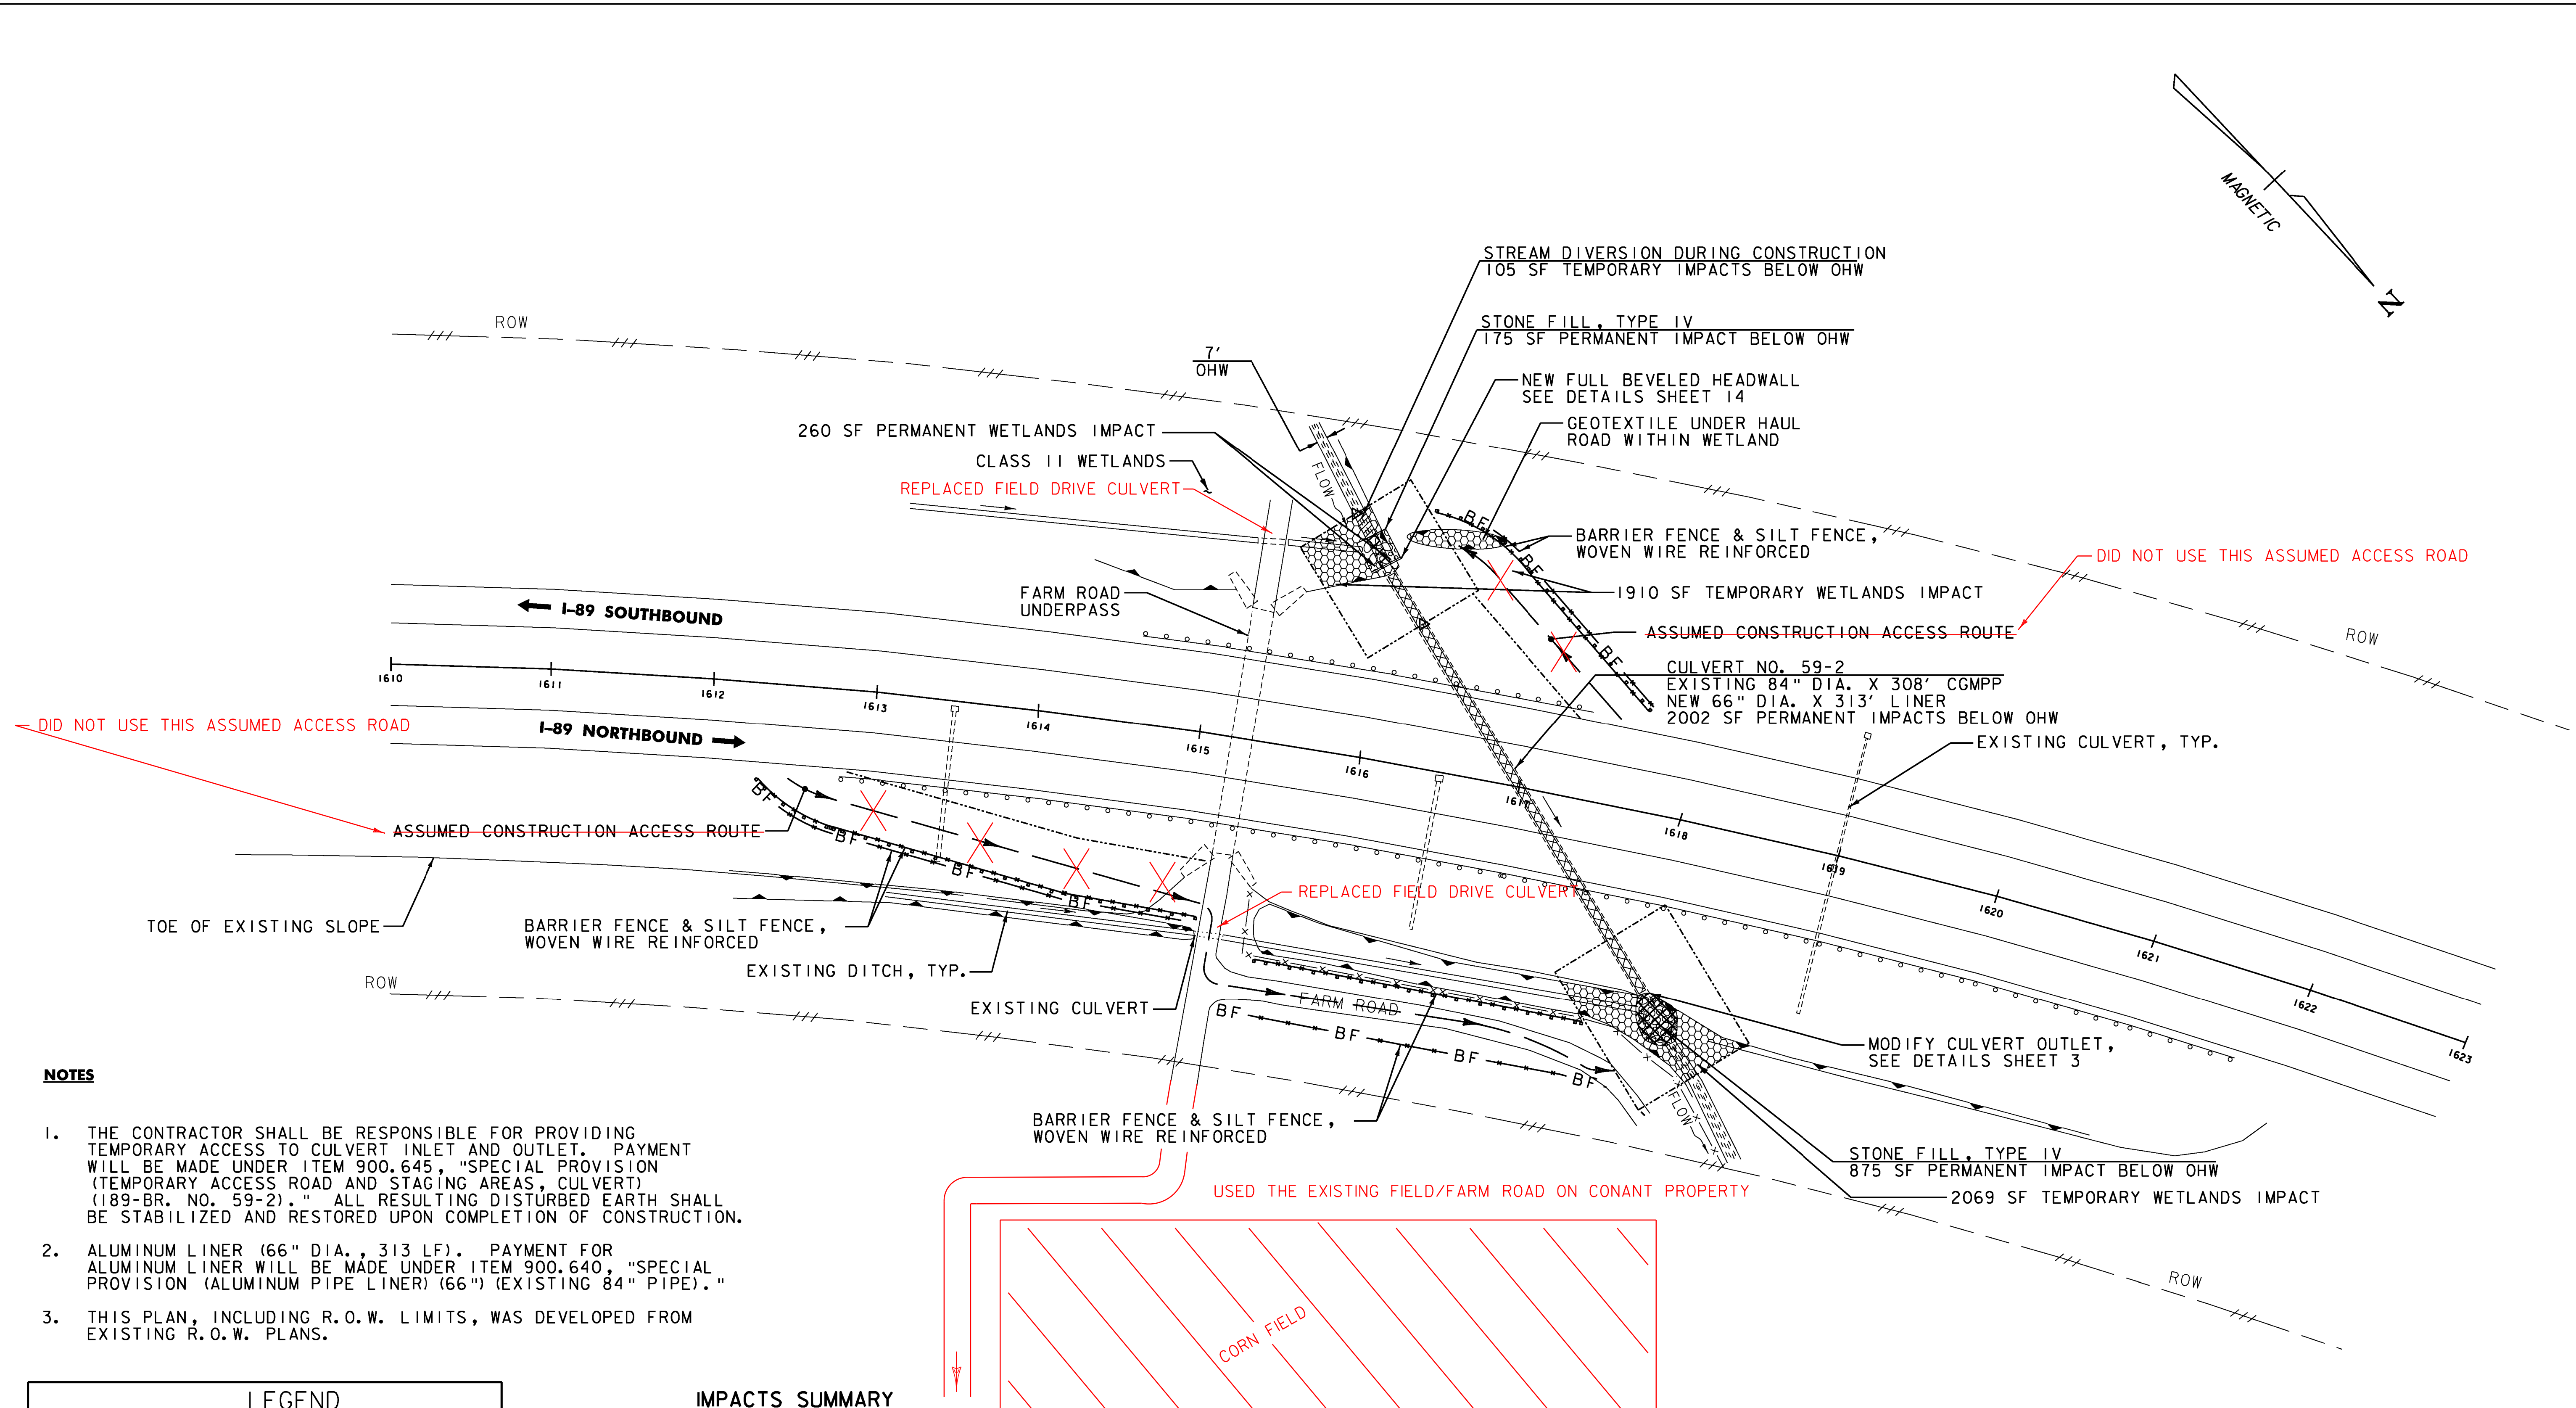 MAGNETIC
N
STREAM DIVERSION DURING CONSTRUCTION
105 SF TEMPORARY IMPACTS BELOW OHW
ROW
STONE FILL, TYPE IV
175 SF PERMANENT IMPACT BELOW OHW
7'
OHW
NEW FULL BEVELED HEADWALL
SEE DETAILS SHEET 14
GEOTEXTILE UNDER HAUL
ROAD WITHIN WETLAND
260 SF PERMANENT WETLANDS IMPACT
CLASS II WETLANDS
REPLACED FIELD DRIVE CULVERT
FLOW
BF
BARRIER FENCE & SILT FENCE,
WOVEN WIRE REINFORCED
BF
DID NOT USE THIS ASSUMED ACCESS ROAD
FARM ROAD
UNDERPASS
1910 SF TEMPORARY WETLANDS IMPACT
I-89 SOUTHBOUND
ASSUMED CONSTRUCTION ACCESS ROUTE
ROW
BF
CULVERT NO. 59-2
EXISTING 84" DIA. X 308' CGMPP
NEW 66" DIA. X 313' LINER
2002 SF PERMANENT IMPACTS BELOW OHW
1610
1611
1612
1613
1614
1615
1616
1617
1618
1619
1620
1621
1622
1623
DID NOT USE THIS ASSUMED ACCESS ROAD
I-89 NORTHBOUND
EXISTING CULVERT, TYP.
BF
ASSUMED CONSTRUCTION ACCESS ROUTE
BF
BF
BF
REPLACED FIELD DRIVE CULVERT
TOE OF EXISTING SLOPE
BARRIER FENCE & SILT FENCE,
WOVEN WIRE REINFORCED
EXISTING DITCH, TYP.
ROW
EXISTING CULVERT
FARM ROAD
BF
BF
BF
BF
MODIFY CULVERT OUTLET,
SEE DETAILS SHEET 3
FLOW
BARRIER FENCE & SILT FENCE,
WOVEN WIRE REINFORCED
STONE FILL, TYPE IV
875 SF PERMANENT IMPACT BELOW OHW
2069 SF TEMPORARY WETLANDS IMPACT
USED THE EXISTING FIELD/FARM ROAD ON CONANT PROPERTY
ROW
CORN FIELD
NOTES
1. THE CONTRACTOR SHALL BE RESPONSIBLE FOR PROVIDING
TEMPORARY ACCESS TO CULVERT INLET AND OUTLET. PAYMENT
WILL BE MADE UNDER ITEM 900.645, "SPECIAL PROVISION
(TEMPORARY ACCESS ROAD AND STAGING AREAS, CULVERT)
(I89-BR. NO. 59-2)." ALL RESULTING DISTURBED EARTH SHALL
BE STABILIZED AND RESTORED UPON COMPLETION OF CONSTRUCTION.
2. ALUMINUM LINER (66" DIA., 313 LF). PAYMENT FOR
ALUMINUM LINER WILL BE MADE UNDER ITEM 900.640, "SPECIAL
PROVISION (ALUMINUM PIPE LINER) (66") (EXISTING 84" PIPE)."
3. THIS PLAN, INCLUDING R.O.W. LIMITS, WAS DEVELOPED FROM
EXISTING R.O.W. PLANS.
LEGEND
IMPACTS SUMMARY